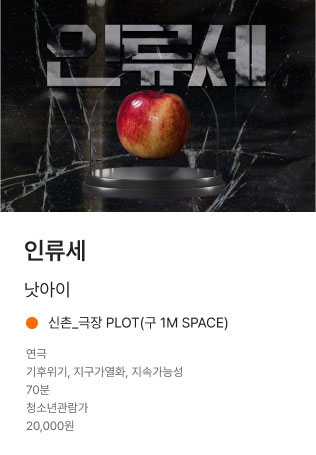 인류세
인류세
낫아이
신촌_극장 PLOT(구 1M SPACE)
연극
기후위기, 지구가열화, 지속가능성
70분
청소년관람가
20,000원